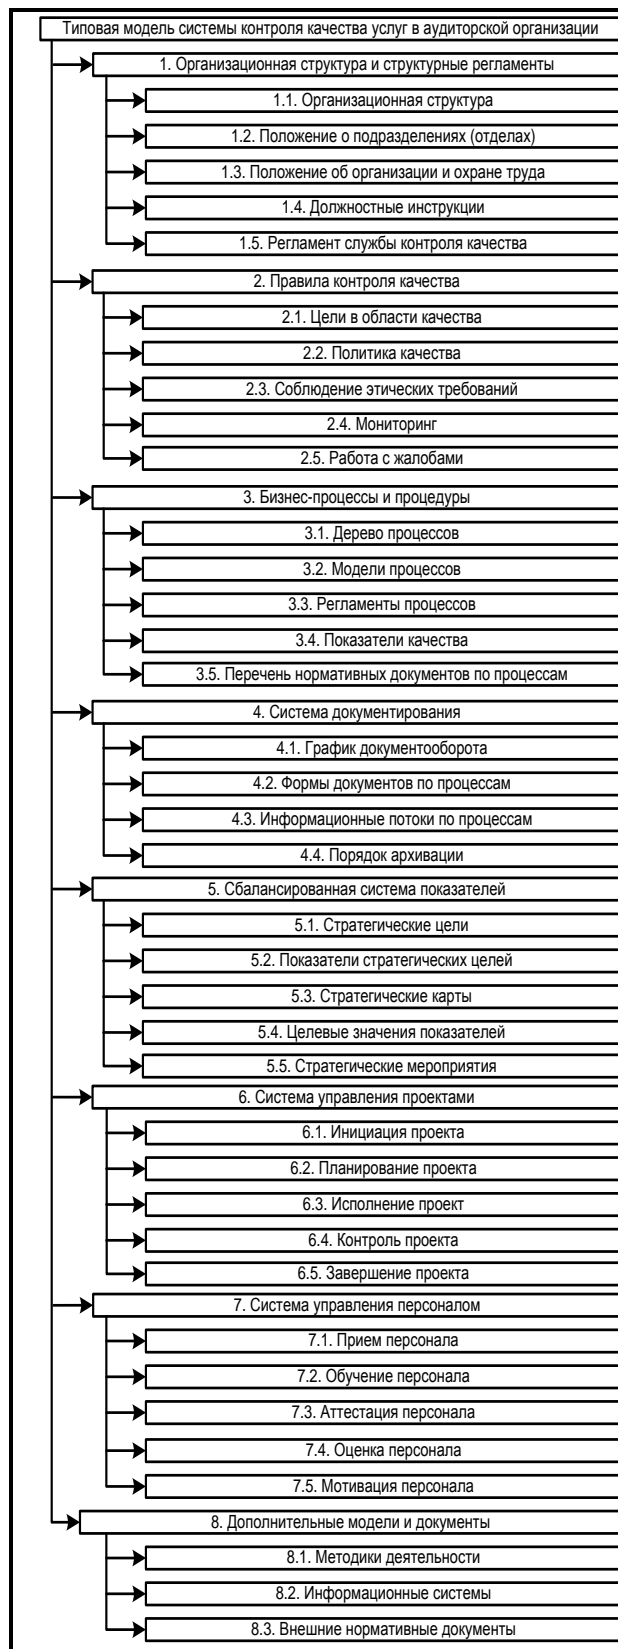 Типовая модель системы контроля качества услуг в аудиторской организации
1. Организационная структура и структурные регламенты
1.1. Организационная структура
1.2. Положение о подразделениях (отделах)
1.3. Положение об организации и охране труда
1.4. Должностные инструкции
1.5. Регламент службы контроля качества
2. Правила контроля качества
2.1. Цели в области качества
2.2. Политика качества
2.3. Соблюдение этических требований
2.4. Мониторинг
2.5. Работа с жалобами
3. Бизнес-процессы и процедуры
3.1. Дерево процессов
3.2. Модели процессов
3.3. Регламенты процессов
3.4. Показатели качества
3.5. Перечень нормативных документов по процессам
4. Система документирования
4.1. График документооборота
4.2. Формы документов по процессам
4.3. Информационные потоки по процессам
4.4. Порядок архивации
5. Сбалансированная система показателей
5.1. Стратегические цели
5.2. Показатели стратегических целей
5.3. Стратегические карты
5.4. Целевые значения показателей
5.5. Стратегические мероприятия
6. Система управления проектами
6.1. Инициация проекта
6.2. Планирование проекта
6.3. Исполнение проект
6.4. Контроль проекта
6.5. Завершение проекта
7. Система управления персоналом
7.1. Прием персонала
7.2. Обучение персонала
7.3. Аттестация персонала
7.4. Оценка персонала
7.5. Мотивация персонала
8. Дополнительные модели и документы
8.1. Методики деятельности
8.2. Информационные системы
8.3. Внешние нормативные документы